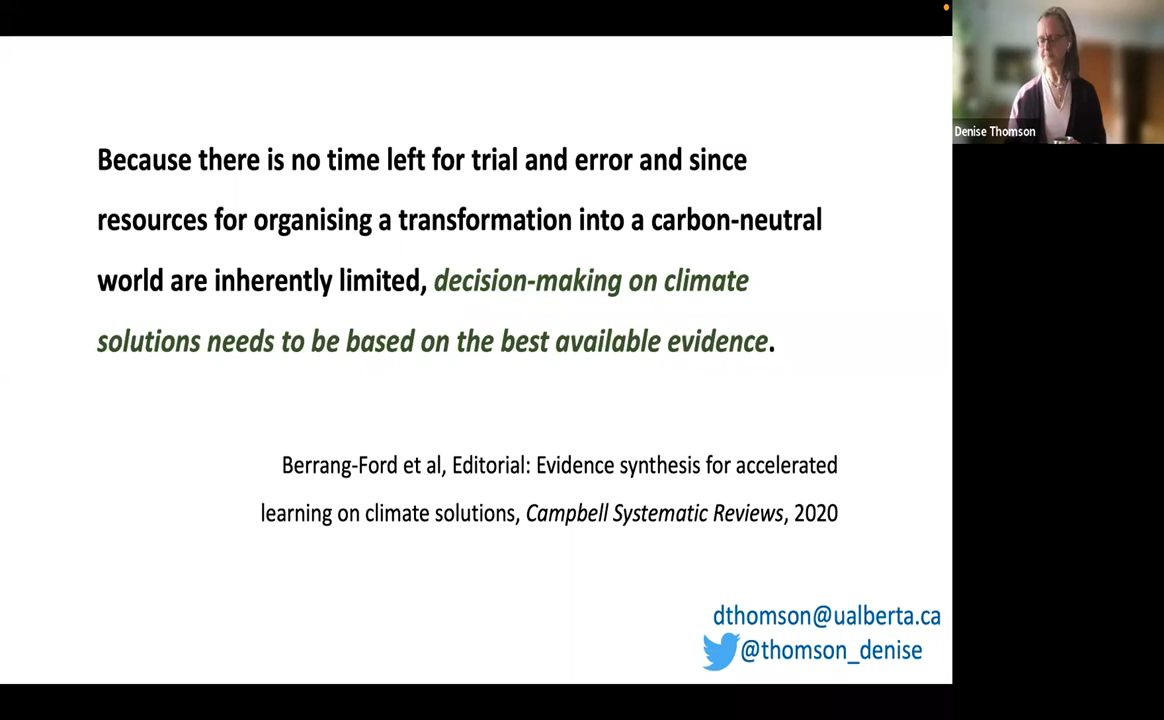 Because there is no time left for trial and error and since
resources for organising a transformation into a carbon-neutral
world are inherently limited, decision-making on climate
solutions needs to be based on the best available evidence.
Berrang-Ford et al, Editorial: Evidence synthesis for accelerated
learning on climate solutions, Campbell Systematic Reviews, 2020
dthomson@ualberta.ca
@thomson_denise
Denise Thomson